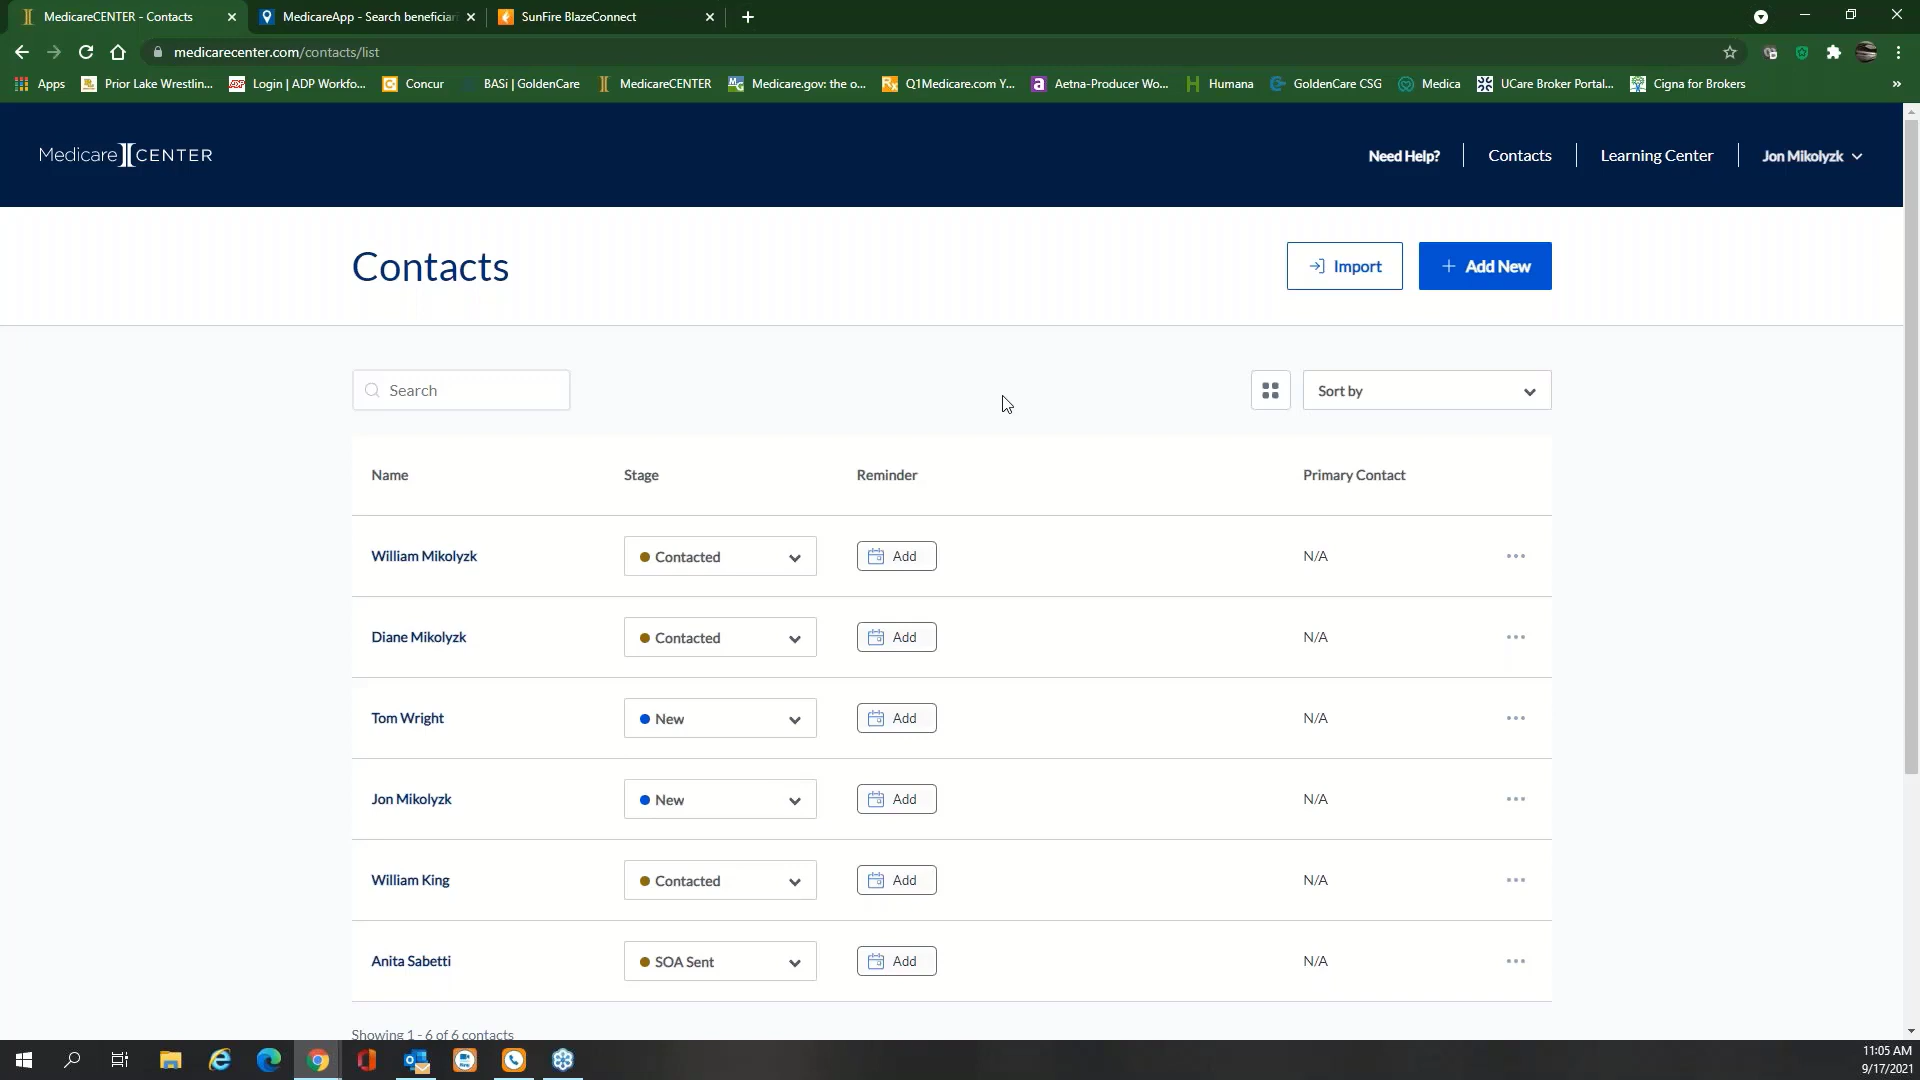 MedicareCENTER - Contacts
MedicareApp - Search beneficiar
SunFire BlazeConnect
medicarecenter.com/contacts/list
Apps
Prior Lake Wrestlin...
Login | ADP Workfo...
Concur
BASi | GoldenCare
MedicareCENTER
Medicare.gov: the o...
Q1Medicare.com Y...
Aetna-Producer Wo...
Humana
GoldenCare CSG
Medica
UCare Broker Portal...
Cigna for Brokers
»
MedicareCENTER
Need Help?
Contacts
Learning Center
Jon Mikolyzk
Contacts
Import
+ Add New
Search
Sort by
Name Stage Reminder Primary Contact
William Mikolyzk Contacted Add N/A
Diane Mikolyzk Contacted Add N/A
Tom Wright New Add N/A
Jon Mikolyzk New Add N/A
William King Contacted Add N/A
Anita Sabetti SOA Sent Add N/A
Showing 1 - 6 of 6 contacts
11:05 AM
9/17/2021